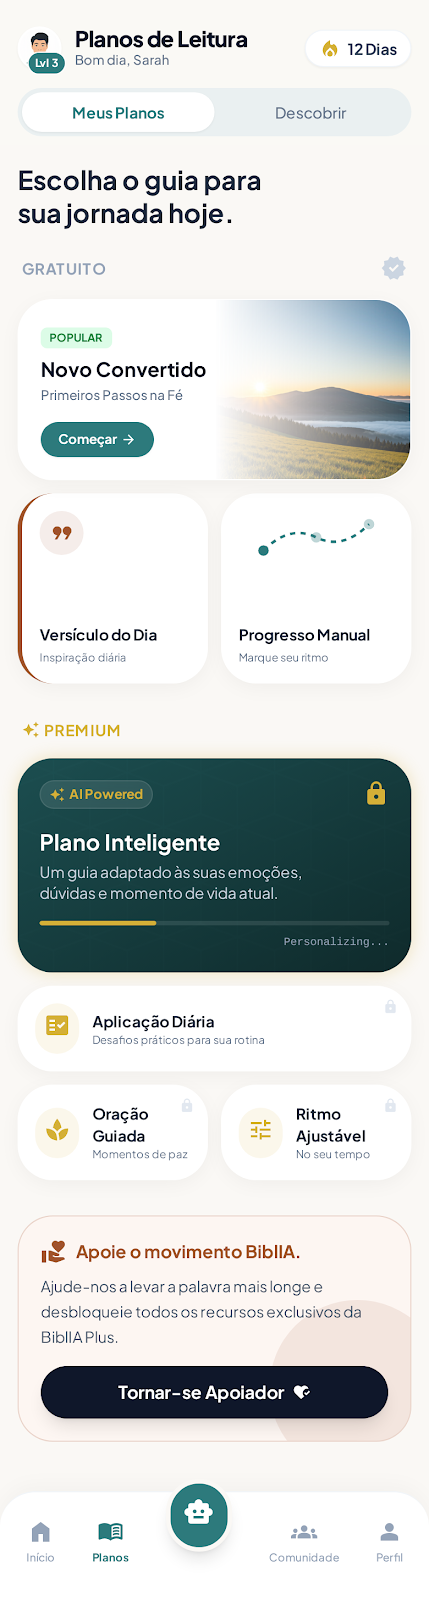 Planos de Leitura
Lvl 3
Bom dia, Sarah
12 Dias
Meus Planos
Descobrir
Escolha o guia para
sua jornada hoje.
GRATUITO
POPULAR
Novo Convertido
Primeiros Passos na Fé
Começar →
Versículo do Dia
Inspiração diária
Progresso Manual
Marque seu ritmo
PREMIUM
AI Powered
Plano Inteligente
Um guia adaptado às suas emoções,
dúvidas e momento de vida atual.
Personalizing...
Aplicação Diária
Desafios práticos para sua rotina
Oração
Guiada
Momentos de paz
Ritmo
Ajustável
No seu tempo
Apoie o movimento BiblIA.
Ajude-nos a levar a palavra mais longe e
desbloqueie todos os recursos exclusivos da
BiblIA Plus.
Tornar-se Apoiador
Início
Planos
Comunidade
Perfil